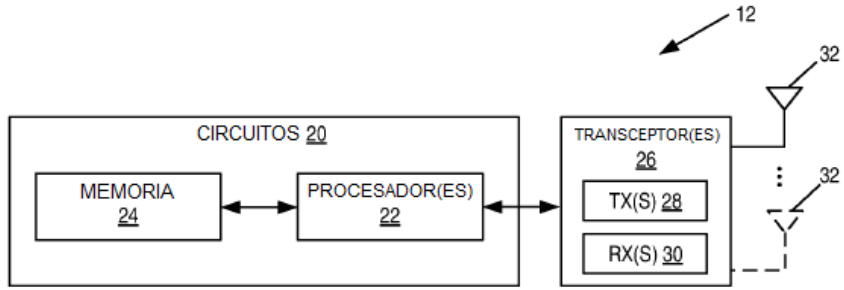 12
32
CIRCUITOS 20
TRANSCEPTOR(ES)
26
MEMORIA
24
PROCESADOR(ES)
22
TX(S) 28
RX(S) 30
32